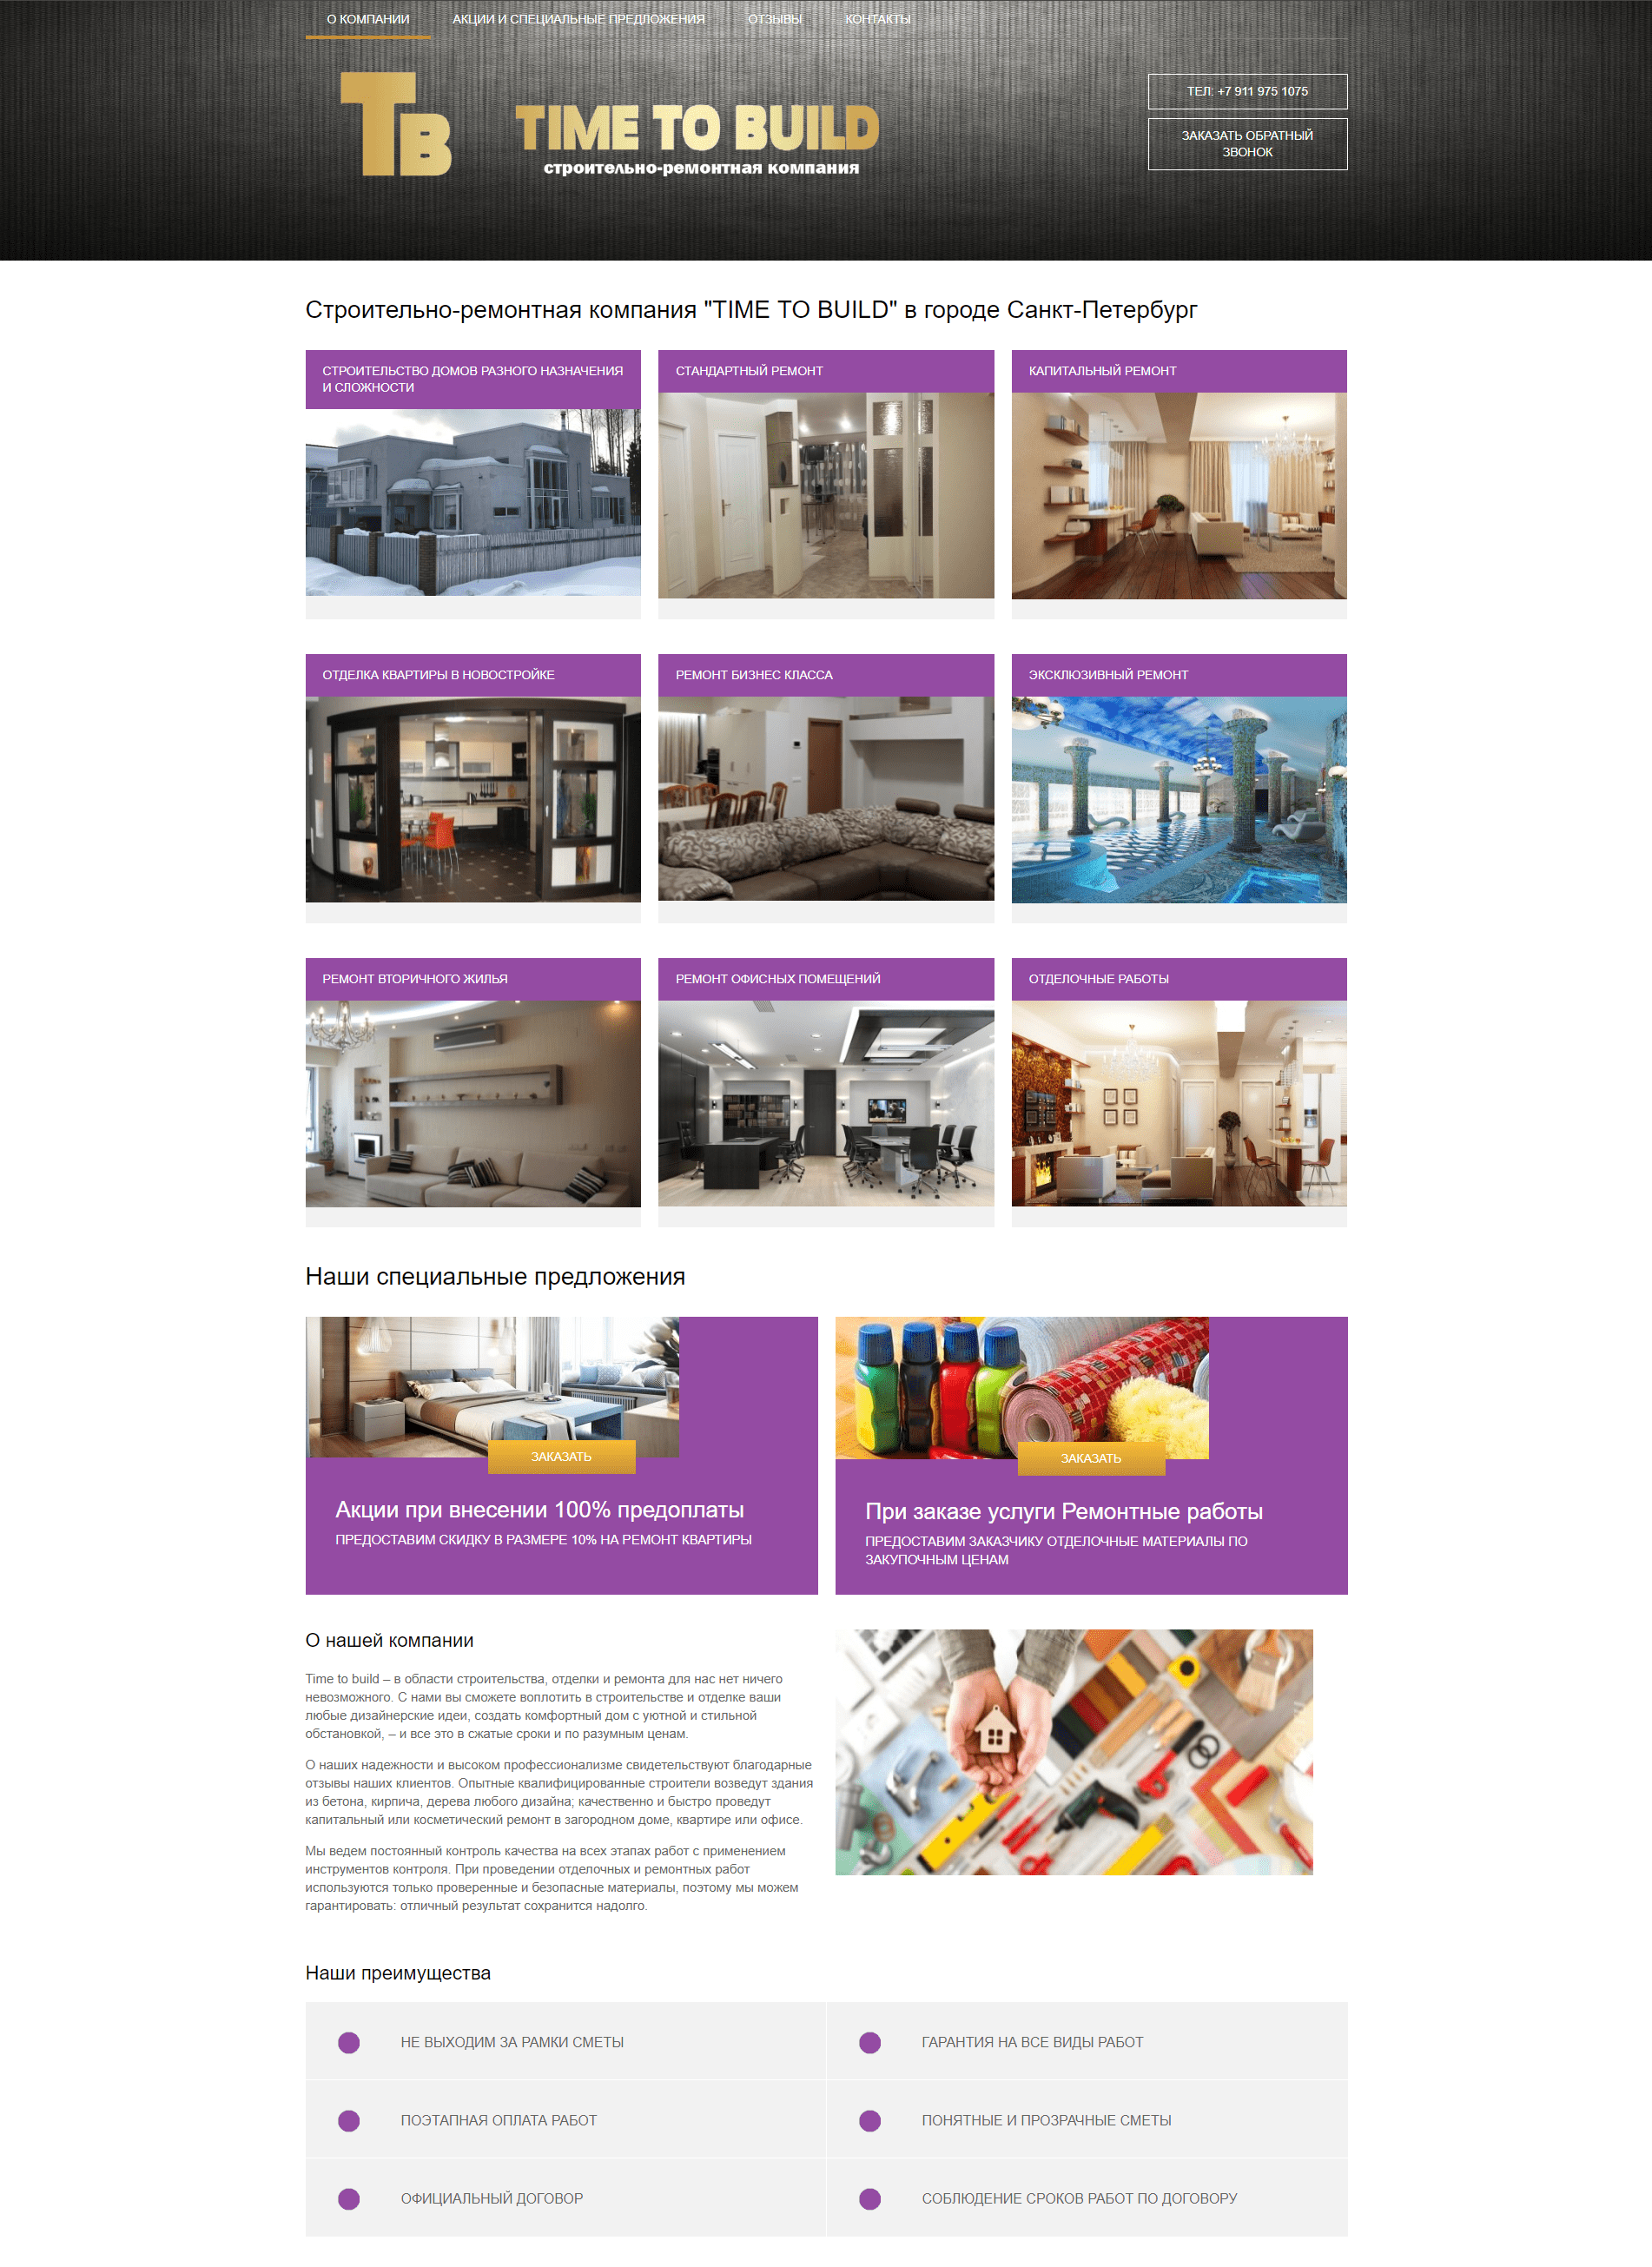 О КОМПАНИИ
АКЦИИ И СПЕЦИАЛЬНЫЕ ПРЕДЛОЖЕНИЯ
ОТЗЫВЫ
КОНТАКТЫ
ТВ
TIME TO BUILD
строительно-ремонтная компания
ТЕЛ: +7 911 975 1075
ЗАКАЗАТЬ ОБРАТНЫЙ
ЗВОНОК
Строительно-ремонтная компания "TIME TO BUILD" в городе Санкт-Петербург
СТРОИТЕЛЬСТВО ДОМОВ РАЗНОГО НАЗНАЧЕНИЯ
И СЛОЖНОСТИ
СТАНДАРТНЫЙ РЕМОНТ
КАПИТАЛЬНЫЙ РЕМОНТ
ОТДЕЛКА КВАРТИРЫ В НОВОСТРОЙКЕ
РЕМОНТ БИЗНЕС КЛАССА
ЭКСКЛЮЗИВНЫЙ РЕМОНТ
РЕМОНТ ВТОРИЧНОГО ЖИЛЬЯ
РЕМОНТ ОФИСНЫХ ПОМЕЩЕНИЙ
ОТДЕЛОЧНЫЕ РАБОТЫ
Наши специальные предложения
ЗАКАЗАТЬ
Акции при внесении 100% предоплаты
ПРЕДОСТАВИМ СКИДКУ В РАЗМЕРЕ 10% НА РЕМОНТ КВАРТИРЫ
ЗАКАЗАТЬ
При заказе услуги Ремонтные работы
ПРЕДОСТАВИМ ЗАКАЗЧИКУ ОТДЕЛОЧНЫЕ МАТЕРИАЛЫ ПО
ЗАКУПОЧНЫМ ЦЕНАМ
О нашей компании
Time to build – в области строительства, отделки и ремонта для нас нет ничего
невозможного. С нами вы сможете воплотить в строительстве и отделке ваши
любые дизайнерские идеи, создать комфортный дом с уютной и стильной
обстановкой, – и все это в сжатые сроки и по разумным ценам.
О наших надежности и высоком профессионализме свидетельствуют благодарные
отзывы наших клиентов. Опытные квалифицированные строители возведут здания
из бетона, кирпича, дерева любого дизайна; качественно и быстро проведут
капитальный или косметический ремонт в загородном доме, квартире или офисе.
Мы ведем постоянный контроль качества на всех этапах работ с применением
инструментов контроля. При проведении отделочных и ремонтных работ
используются только проверенные и безопасные материалы, поэтому мы можем
гарантировать: отличный результат сохранится надолго.
Наши преимущества
НЕ ВЫХОДИМ ЗА РАМКИ СМЕТЫ
ГАРАНТИЯ НА ВСЕ ВИДЫ РАБОТ
ПОЭТАПНАЯ ОПЛАТА РАБОТ
ПОНЯТНЫЕ И ПРОЗРАЧНЫЕ СМЕТЫ
ОФИЦИАЛЬНЫЙ ДОГОВОР
СОБЛЮДЕНИЕ СРОКОВ РАБОТ ПО ДОГОВОРУ